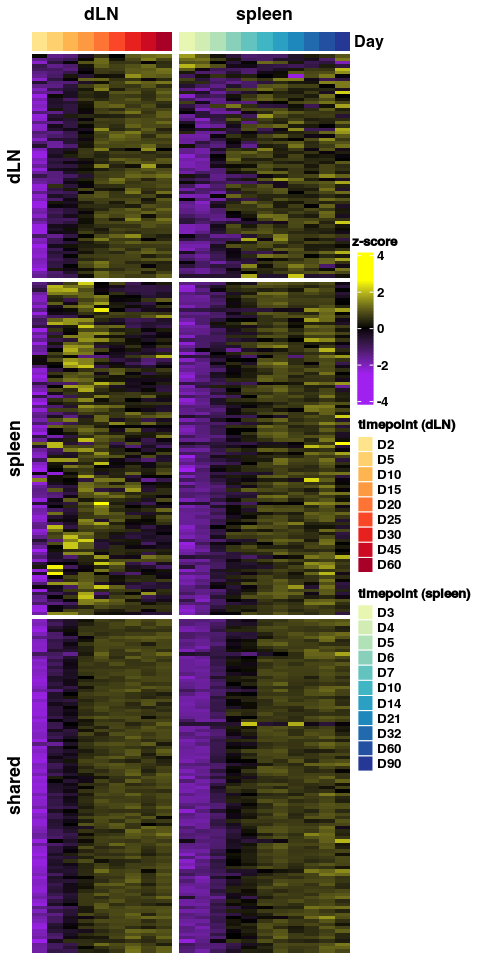 dLN
spleen
Day
dLN
spleen
shared
z-score
4
2
0
-2
-4
timepoint (dLN)
D2
D5
D10
D15
D20
D25
D30
D45
D60
timepoint (spleen)
D3
D4
D5
D6
D7
D10
D14
D21
D32
D60
D90